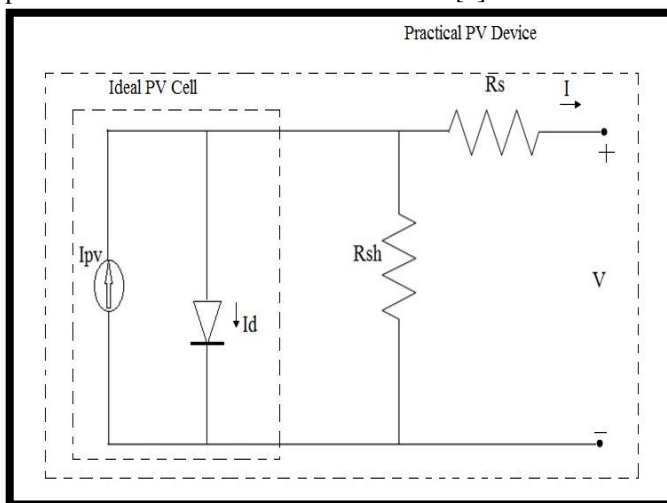 Practical PV Device
Ideal PV Cell
Rs
I
+
Ipv
Id
Rsh
V
-